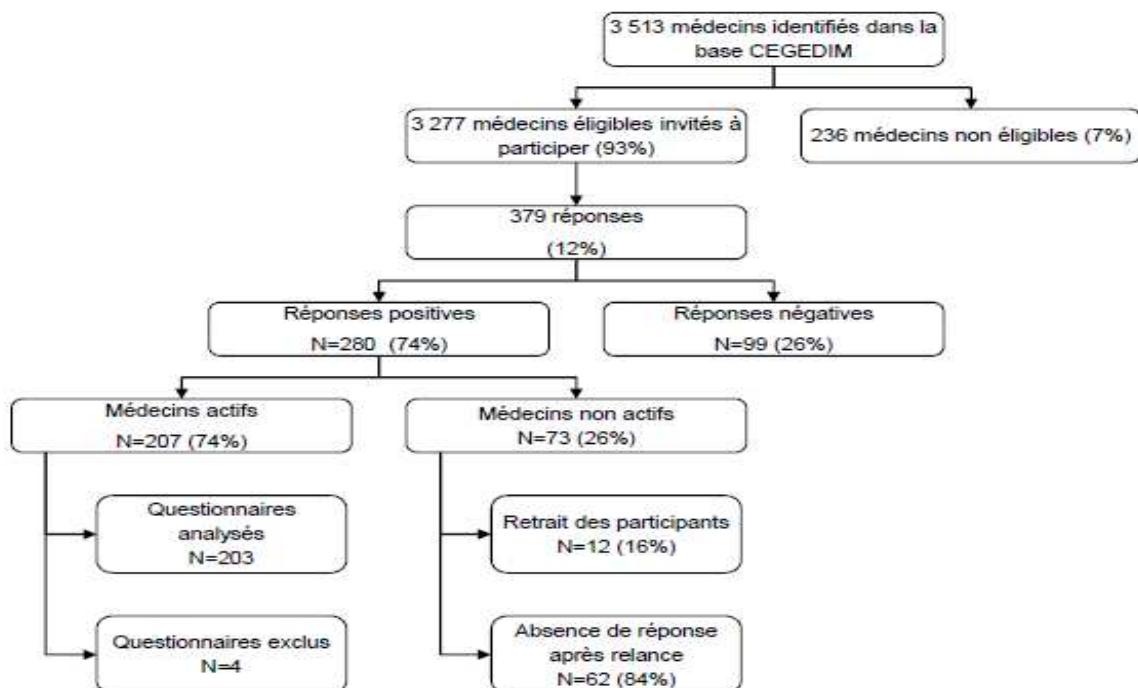 3 513 médecins identifiés dans la
base CEGEDIM
3 277 médecins éligibles invités à
participer (93%)
236 médecins non éligibles (7%)
379 réponses
(12%)
Réponses positives
N=280 (74%)
Réponses négatives
N=99 (26%)
Médecins actifs
N=207 (74%)
Médecins non actifs
N=73 (26%)
Questionnaires
analysés
N=203
Retrait des participants
N=12 (16%)
Questionnaires exclus
N=4
Absence de réponse
après relance
N=62 (84%)